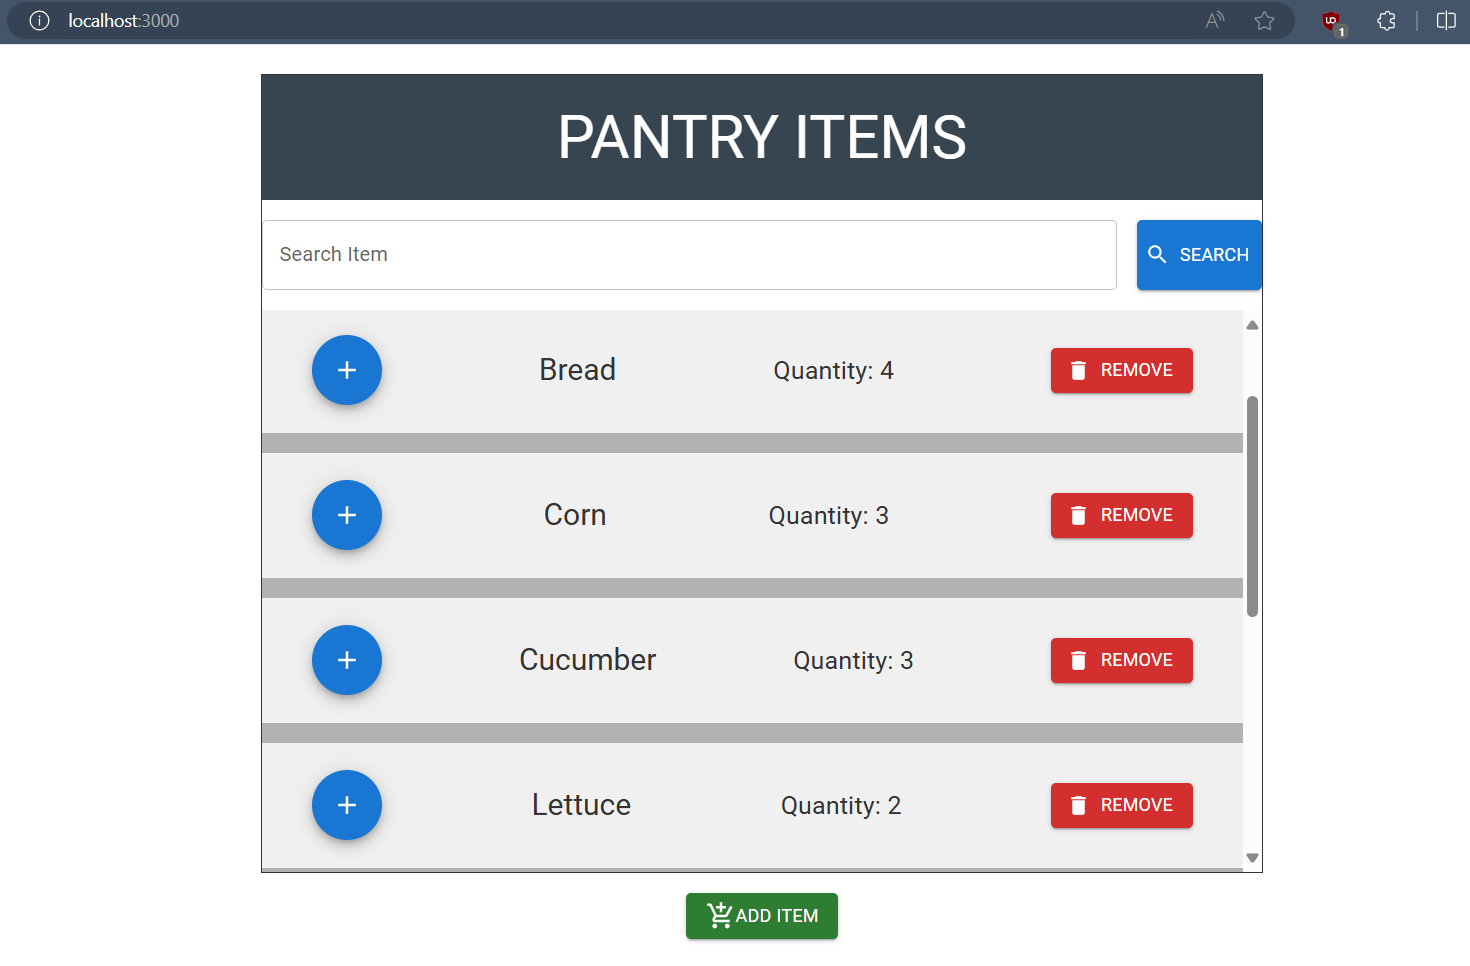 localhost:3000
1
PANTRY ITEMS
Search Item
SEARCH
Bread Quantity: 4 REMOVE
Corn Quantity: 3 REMOVE
Cucumber Quantity: 3 REMOVE
Lettuce Quantity: 2 REMOVE
ADD ITEM